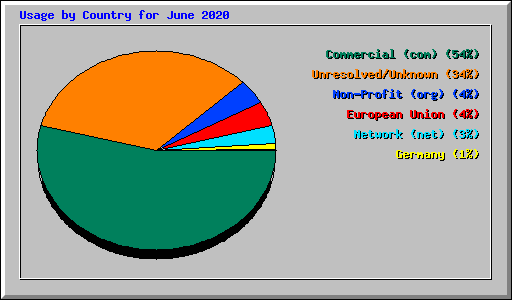 Usage by Country for June 2020
Commercial (com) (54%)
Unresolved/Unknown (34%)
Non-Profit (org) (4%)
European Union (4%)
Network (net) (3%)
Germany (1%)